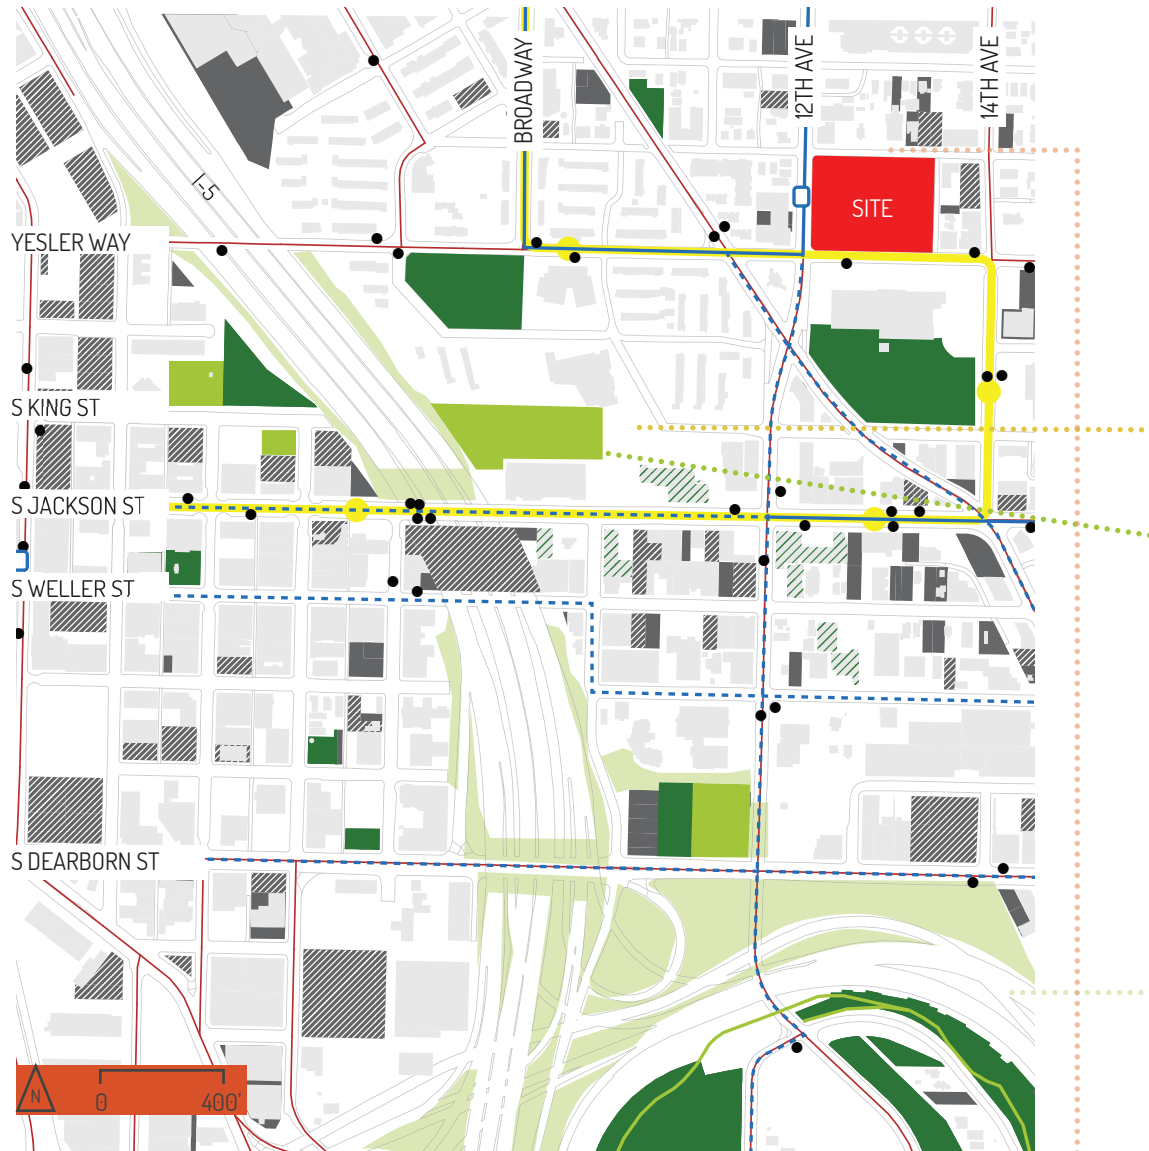 BROADWAY
12TH AVE
14TH AVE
I-5
SITE
YESLER WAY
S KING ST
S JACKSON ST
S WELLER ST
S DEARBORN ST
N
0
400'